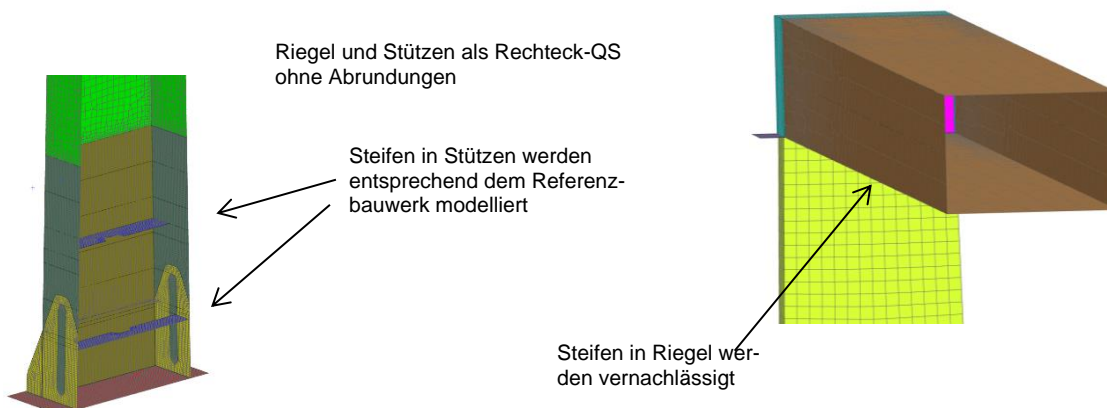 Riegel und Stützen als Rechteck-QS
ohne Abrundungen
Steifen in Stützen werden
entsprechend dem Referenz-
bauwerk modelliert
Steifen in Riegel wer-
den vernachlässigt